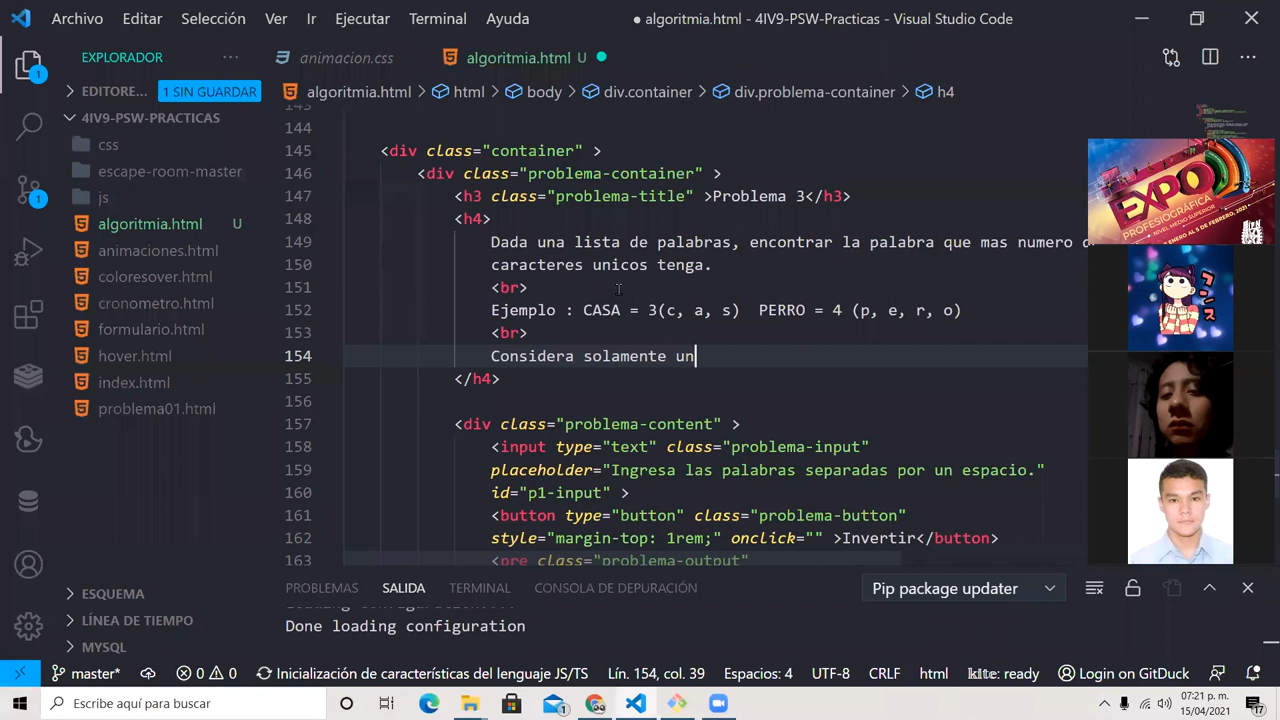 Archivo Editar Selección Ver Ir Ejecutar Terminal Ayuda
● algoritmia.html - 4IV9-PSW-Practicas - Visual Studio Code
EXPLORADOR
animacion.css
algoritmia.html U
EDITORE... 1 SIN GUARDAR
algoritmia.html > html > body > div.container > div.problema-container > h4
4IV9-PSW-PRACTICAS
css
escape-room-master
js
algoritmia.html U
animaciones.html
coloresover.html
cronometro.html
formulario.html
hover.html
index.html
problema01.html
ESQUEMA
LÍNEA DE TIEMPO
MYSQL
1
1
143
144
145 <div class="container" >
146 <div class="problema-container" >
147 <h3 class="problema-title" >Problema 3</h3>
148 <h4>
149 Dada una lista de palabras, encontrar la palabra que mas numero d
150 caracteres unicos tenga.
151 <br>
152 Ejemplo : CASA = 3(c, a, s) PERRO = 4 (p, e, r, o)
153 <br>
154 Considera solamente un
155 </h4>
156
157 <div class="problema-content" >
158 <input type="text" class="problema-input"
159 placeholder="Ingresa las palabras separadas por un espacio."
160 id="p1-input" >
161 <button type="button" class="problema-button"
162 style="margin-top: 1rem;" onclick="" >Invertir</button>
163 <pre class="problema-output"
EXPO
PROFESIOGRÁFICA
NIVEL MEDIO SUPERIOR
PROBLEMAS SALIDA TERMINAL CONSOLA DE DEPURACIÓN
Pip package updater
Loading configuration...
Done loading configuration
master* 0 0 Inicialización de características del lenguaje JS/TS Lín. 154, col. 39 Espacios: 4 UTF-8 CRLF html kite: ready Login on GitDuck
Escribe aquí para buscar
1
07:21 p. m.
15/04/2021
17